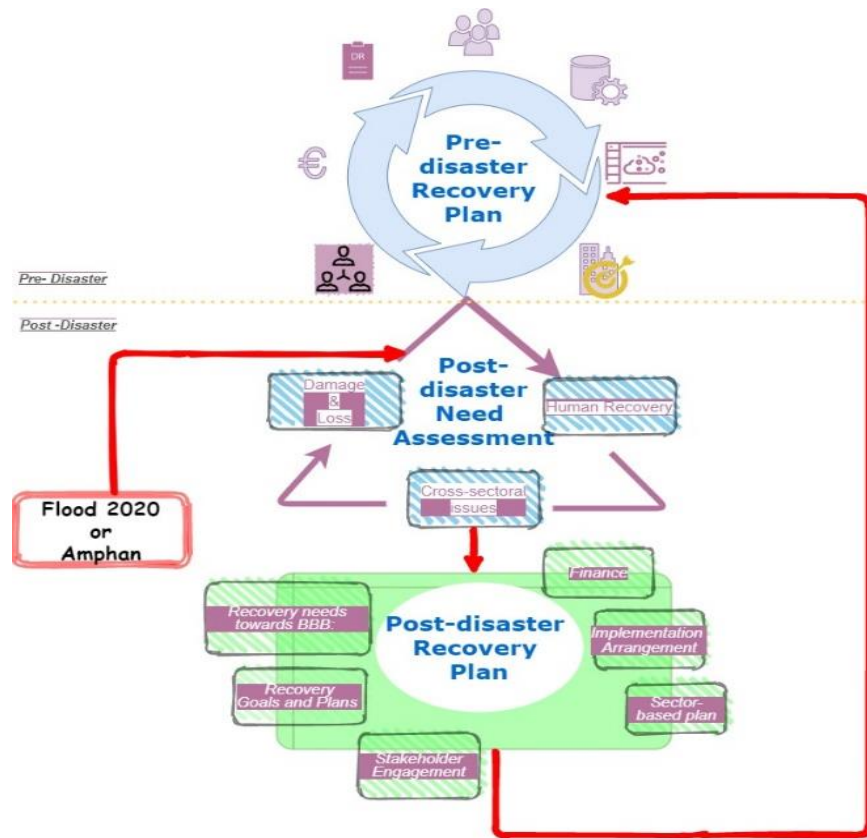 DR
Pre-
disaster
Recovery
Plan
€
Pre- Disaster
Post -Disaster
Damage
&
Loss
Post-
disaster
Need
Assessment
Human Recovery
Cross-sectoral
issues
Flood 2020
or
Amphan
Finance
Recovery needs
towards BBB:
Post-disaster
Recovery
Plan
Implementation
Arrangement
Recovery
Goals and Plans
Sector-
based plan
Stakeholder
Engagement